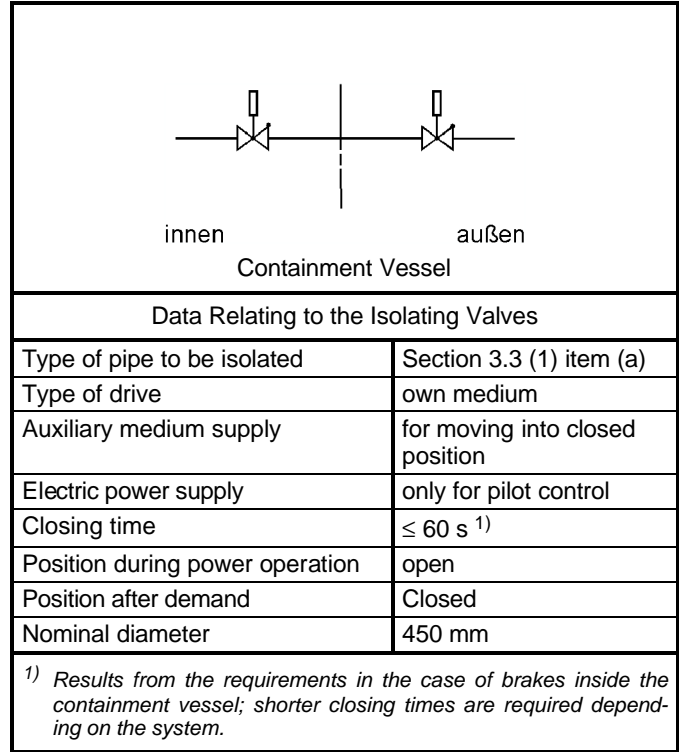 innen außen
Containment Vessel
Data Relating to the Isolating Valves
Type of pipe to be isolated Section 3.3 (1) item (a)
Type of drive own medium
Auxiliary medium supply for moving into closed
position
Electric power supply only for pilot control
Closing time ≤ 60 s 1)
Position during power operation open
Position after demand Closed
Nominal diameter 450 mm
1) Results from the requirements in the case of brakes inside the
containment vessel; shorter closing times are required depend-
ing on the system.